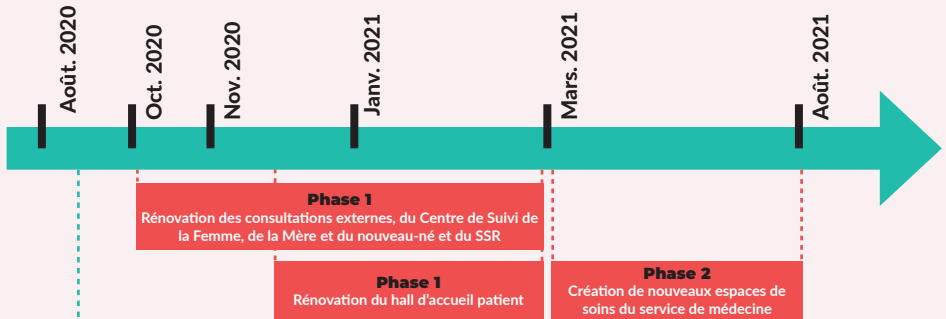 Août. 2020
Oct. 2020
Nov. 2020
Janv. 2021
Mars. 2021
Août. 2021
Phase 1
Rénovation des consultations externes, du Centre de Suivi de
la Femme, de la Mère et du nouveau-né et du SSR
Phase 1
Rénovation du hall d'accueil patient
Phase 2
Création de nouveaux espaces de
soins du service de médecine